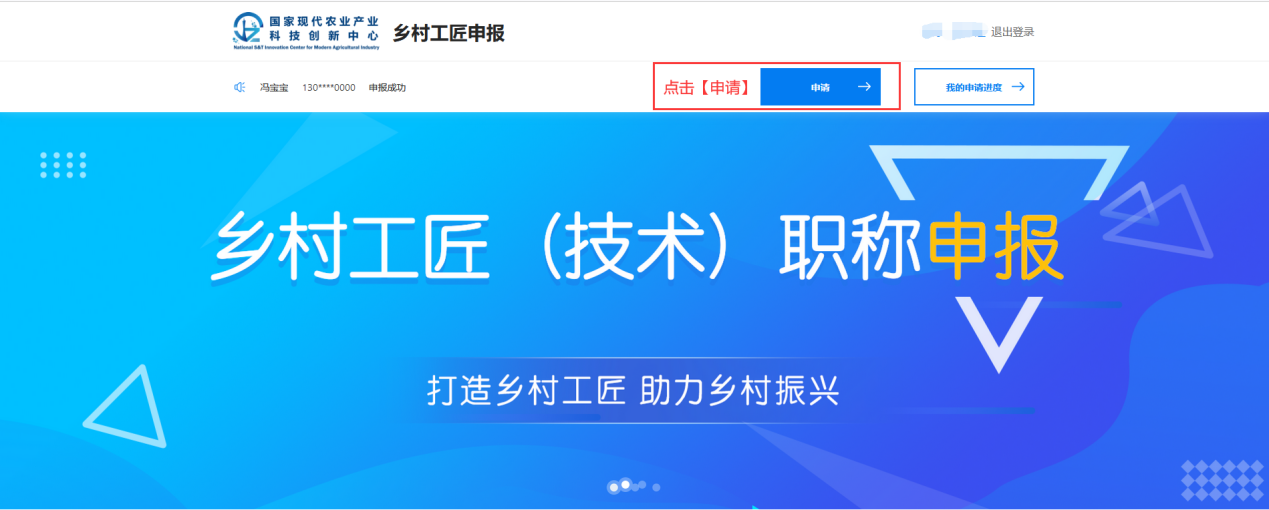 国家现代农业产业
科技创新中心
National S&T Innovation Center for Modern Agricultural Industry
乡村工匠申报
退出登录
冯宝宝 130****0000 申报成功
点击【申请】
申请
我的申请进度
乡村工匠（技术）职称申报
打造乡村工匠 助力乡村振兴